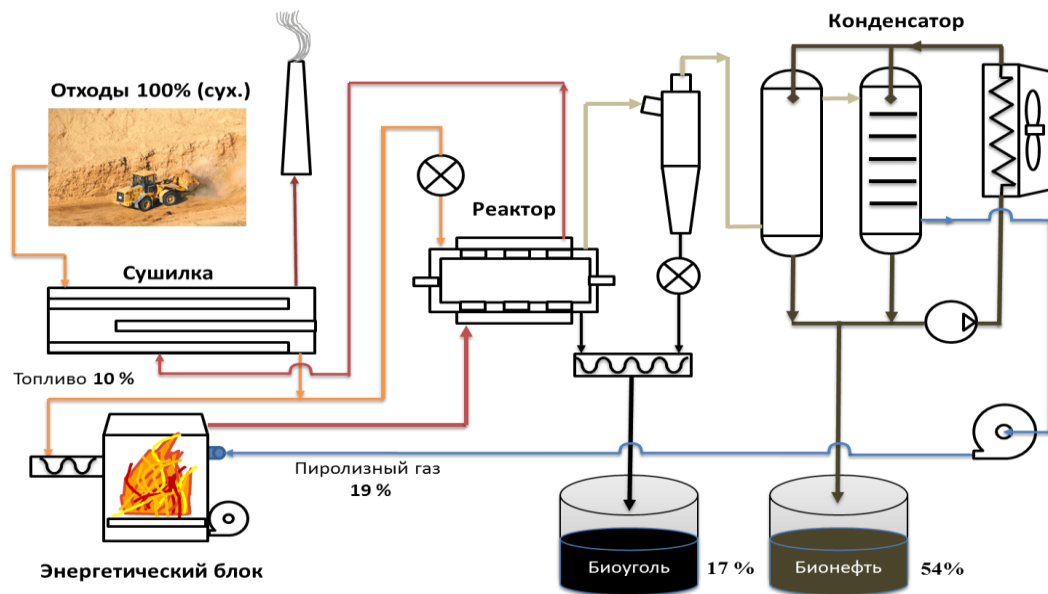 Конденсатор
Отходы 100% (сух.)
Реактор
Сушилка
Топливо 10 %
Пиролизный газ
19 %
Энергетический блок
Биоуголь
17 %
Бионефть
54%